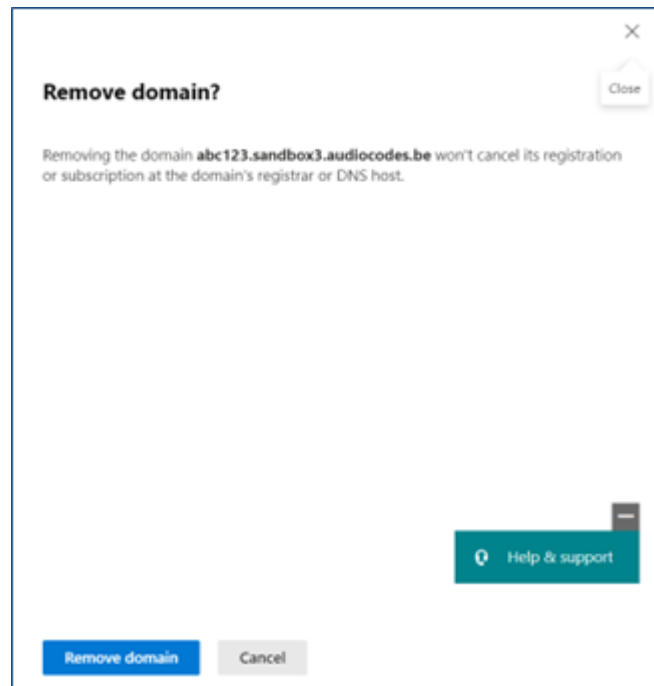 Close
Remove domain?
Removing the domain abc123.sandbox3.audiocodes.be won't cancel its registration
or subscription at the domain's registrar or DNS host.
Help & support
Remove domain
Cancel